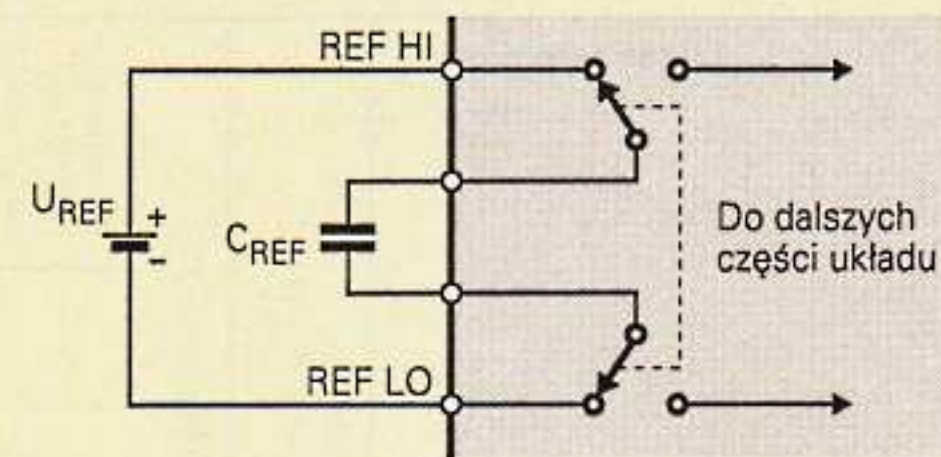 REF HI
U_REF
+
-
C_REF
Do dalszych
części układu
REF LO